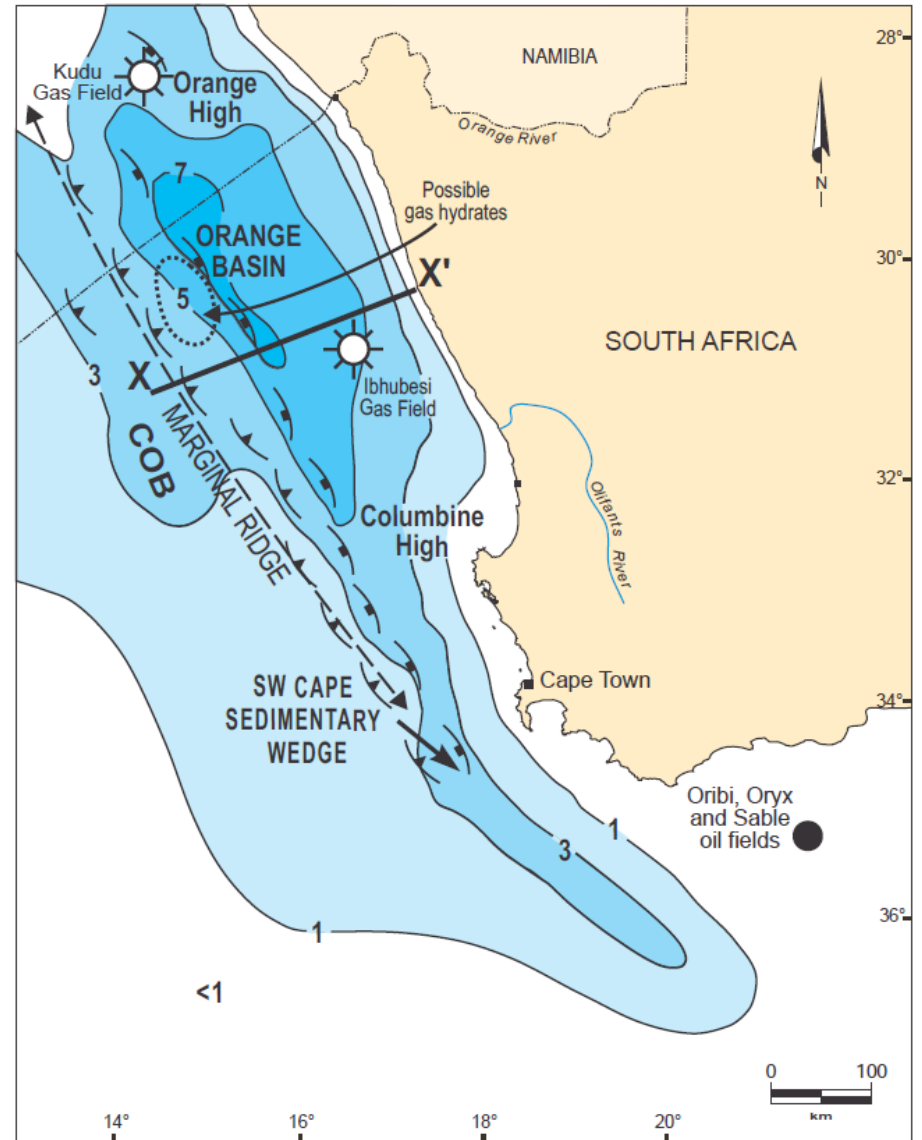 NAMIBIA
28°
Kudu
Gas Field
Orange
High
Orange River
N
7
Possible
gas hydrates
ORANGE
BASIN
30°
X'
5
SOUTH AFRICA
3
X
Ibhubesi
Gas Field
COB
MARGINAL RIDGE
32°
Olifants
River
Columbine
High
SW CAPE
SEDIMENTARY
WEDGE
Cape Town
34°
Oribi, Oryx
and Sable
oil fields
1
3
36°
1
<1
0 100
km
14° 16° 18° 20°